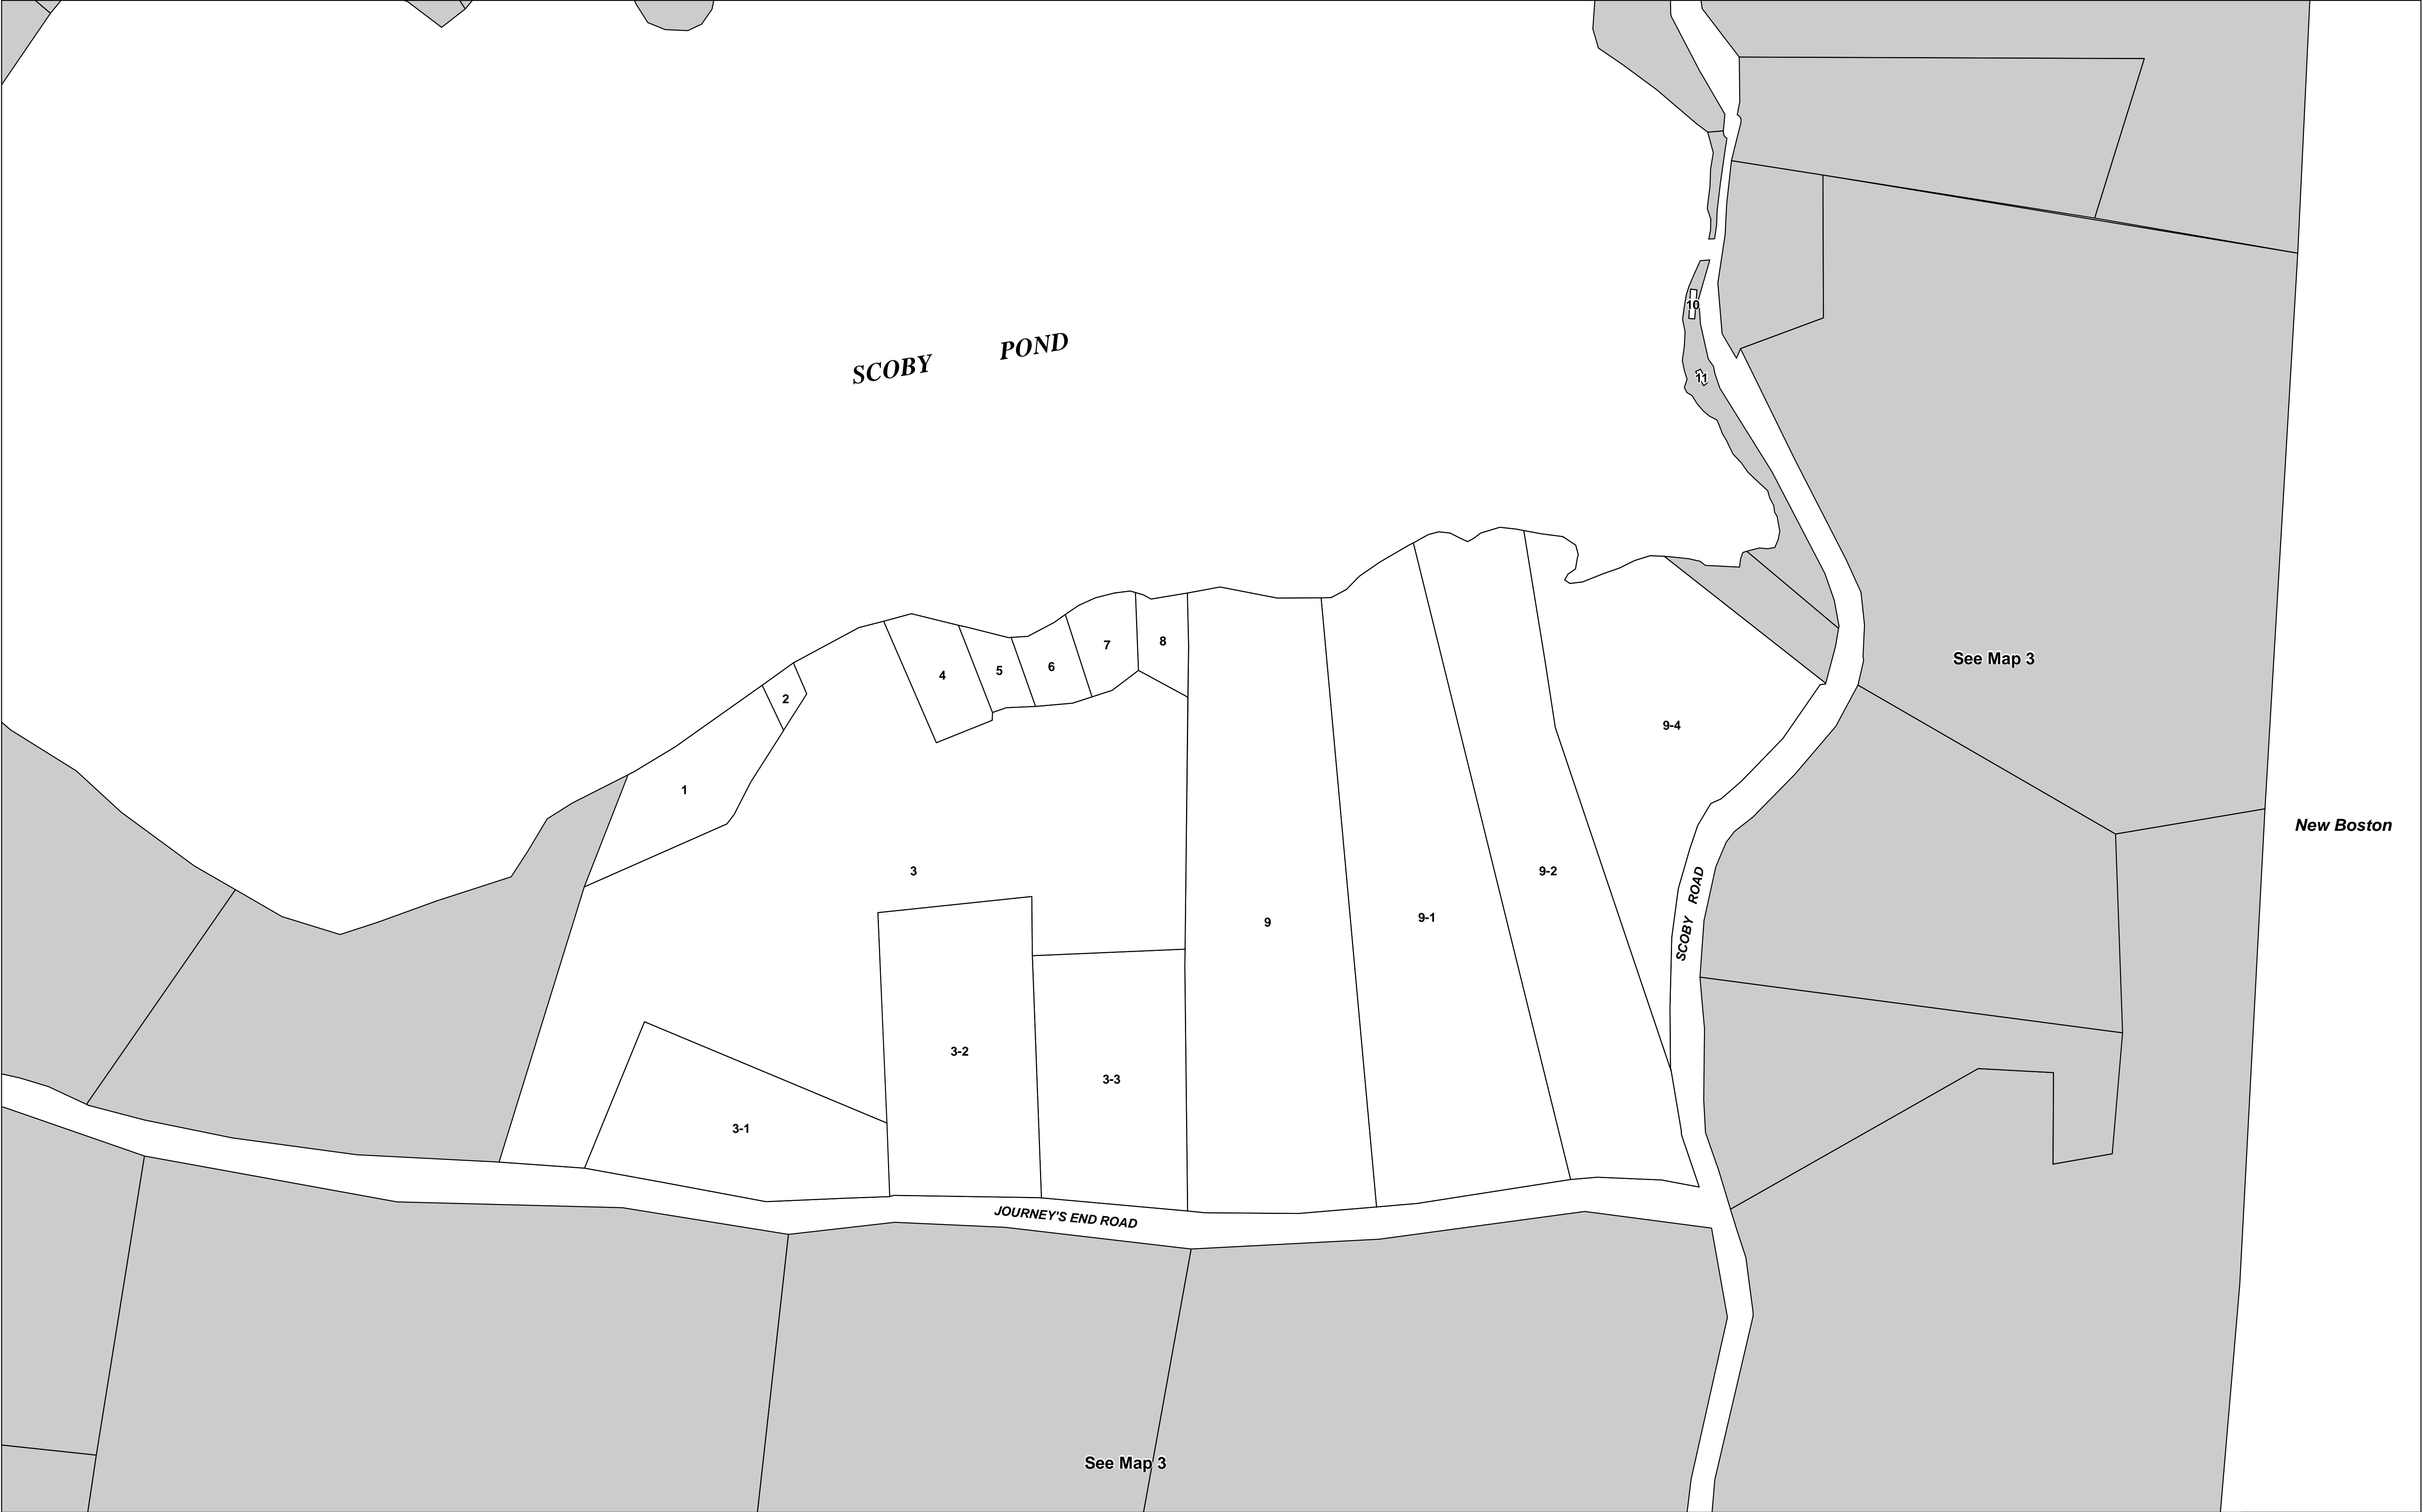 10
SCOBY POND
11
8
7
See Map 3
6
5
4
2
9-4
1
New Boston
3
9-2
SCOBY ROAD
9-1
9
3-2
3-3
3-1
JOURNEY'S END ROAD
See Map 3